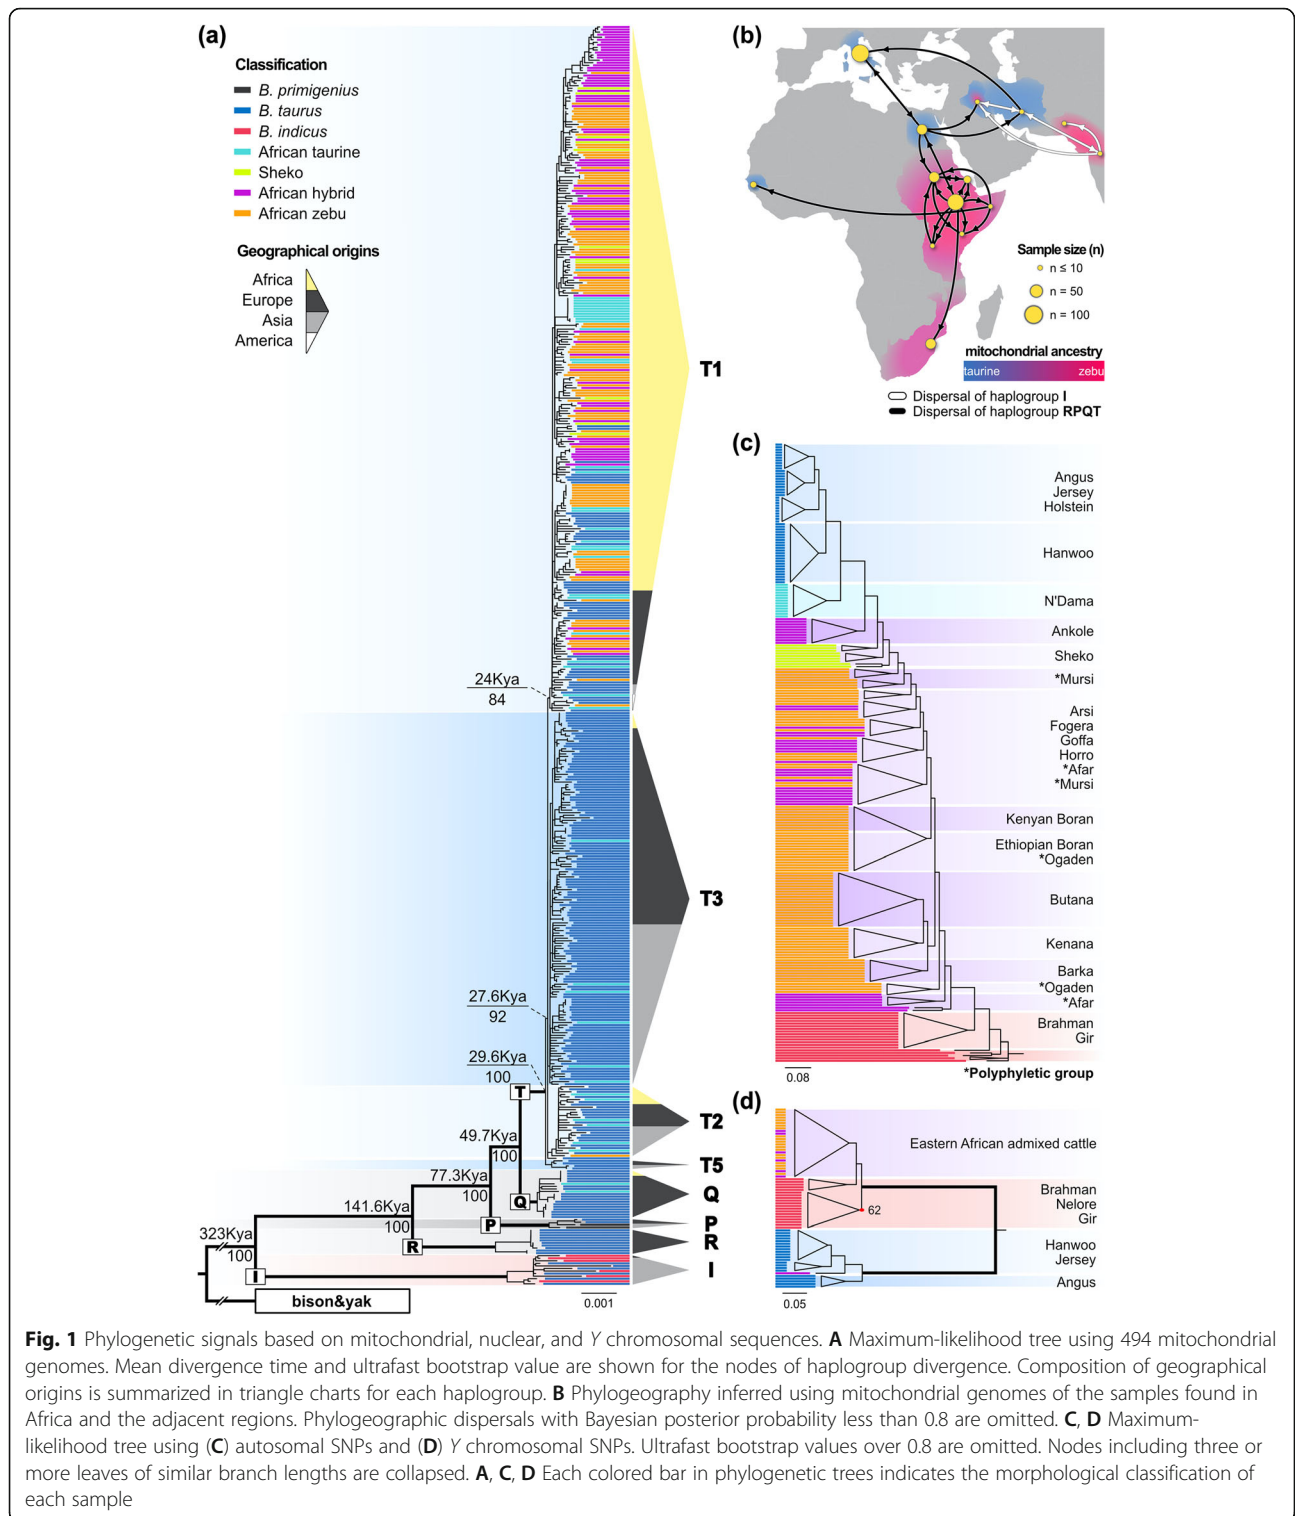 (a)
Classification
B. primigenius
B. taurus
B. indicus
African taurine
Sheko
African hybrid
African zebu
Geographical origins
Africa
Europe
Asia
America
T1
24Kya
84
T3
27.6Kya
92
29.6Kya
100
T
T2
49.7Kya
100
T5
77.3Kya
100
Q
Q
141.6Kya
100
P
P
R
R
323Kya
100
I
I
bison&yak
0.001
(b)
Sample size (n)
n ≤ 10
n = 50
n = 100
mitochondrial ancestry
taurine
zebu
Dispersal of haplogroup I
Dispersal of haplogroup RPQT
(c)
Angus
Jersey
Holstein
Hanwoo
N'Dama
Ankole
Sheko
*Mursi
Arsi
Fogera
Goffa
Horro
*Afar
*Mursi
Kenyan Boran
Ethiopian Boran
*Ogaden
Butana
Kenana
Barka
*Ogaden
*Afar
Brahman
Gir
0.08
*Polyphyletic group
(d)
Eastern African admixed cattle
Brahman
Nelore
Gir
62
Hanwoo
Jersey
Angus
0.05
Fig. 1 Phylogenetic signals based on mitochondrial, nuclear, and Y chromosomal sequences. A Maximum-likelihood tree using 494 mitochondrial
genomes. Mean divergence time and ultrafast bootstrap value are shown for the nodes of haplogroup divergence. Composition of geographical
origins is summarized in triangle charts for each haplogroup. B Phylogeography inferred using mitochondrial genomes of the samples found in
Africa and the adjacent regions. Phylogeographic dispersals with Bayesian posterior probability less than 0.8 are omitted. C, D Maximum-
likelihood tree using (C) autosomal SNPs and (D) Y chromosomal SNPs. Ultrafast bootstrap values over 0.8 are omitted. Nodes including three or
more leaves of similar branch lengths are collapsed. A, C, D Each colored bar in phylogenetic trees indicates the morphological classification of
each sample